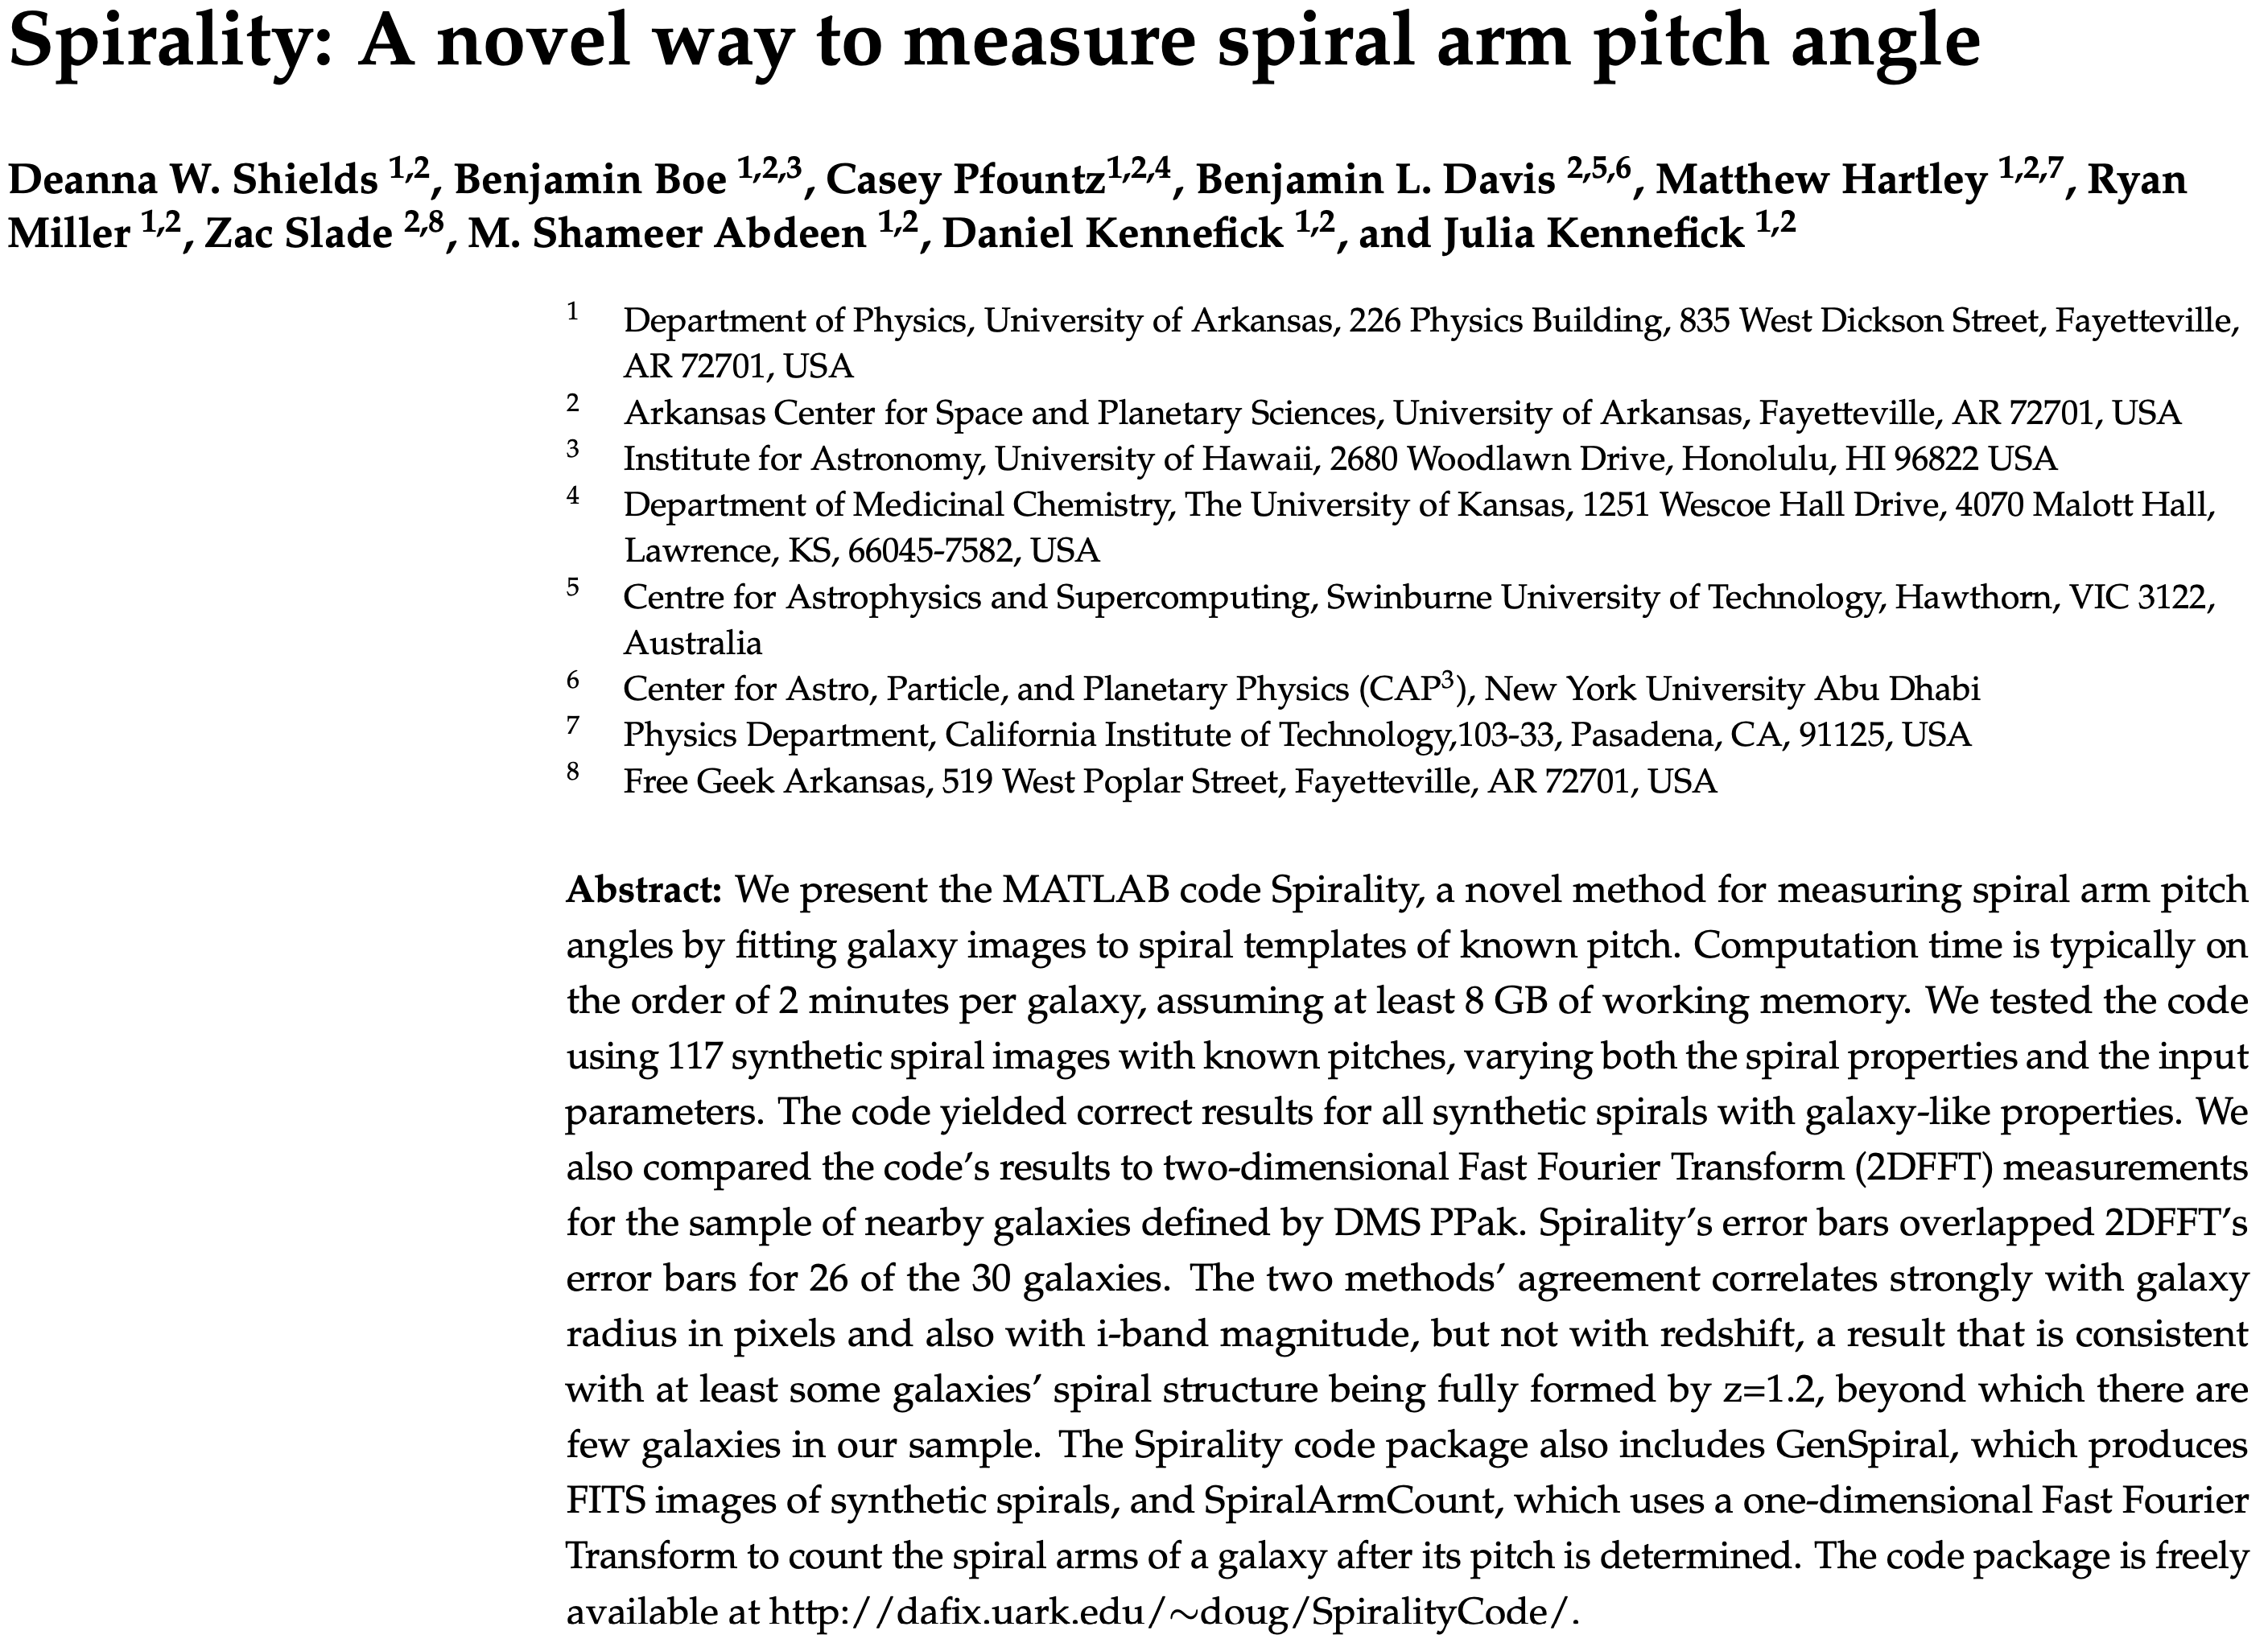 Spirality: A novel way to measure spiral arm pitch angle
Deanna W. Shields 1,2, Benjamin Boe 1,2,3, Casey Pfountz1,2,4, Benjamin L. Davis 2,5,6, Matthew Hartley 1,2,7, Ryan
Miller 1,2, Zac Slade 2,8, M. Shameer Abdeen 1,2, Daniel Kennefick 1,2, and Julia Kennefick 1,2
1 Department of Physics, University of Arkansas, 226 Physics Building, 835 West Dickson Street, Fayetteville,
AR 72701, USA
2 Arkansas Center for Space and Planetary Sciences, University of Arkansas, Fayetteville, AR 72701, USA
3 Institute for Astronomy, University of Hawaii, 2680 Woodlawn Drive, Honolulu, HI 96822 USA
4 Department of Medicinal Chemistry, The University of Kansas, 1251 Wescoe Hall Drive, 4070 Malott Hall,
Lawrence, KS, 66045-7582, USA
5 Centre for Astrophysics and Supercomputing, Swinburne University of Technology, Hawthorn, VIC 3122,
Australia
6 Center for Astro, Particle, and Planetary Physics (CAP3), New York University Abu Dhabi
7 Physics Department, California Institute of Technology,103-33, Pasadena, CA, 91125, USA
8 Free Geek Arkansas, 519 West Poplar Street, Fayetteville, AR 72701, USA
Abstract: We present the MATLAB code Spirality, a novel method for measuring spiral arm pitch
angles by fitting galaxy images to spiral templates of known pitch. Computation time is typically on
the order of 2 minutes per galaxy, assuming at least 8 GB of working memory. We tested the code
using 117 synthetic spiral images with known pitches, varying both the spiral properties and the input
parameters. The code yielded correct results for all synthetic spirals with galaxy-like properties. We
also compared the code's results to two-dimensional Fast Fourier Transform (2DFFT) measurements
for the sample of nearby galaxies defined by DMS PPak. Spirality's error bars overlapped 2DFFT's
error bars for 26 of the 30 galaxies. The two methods' agreement correlates strongly with galaxy
radius in pixels and also with i-band magnitude, but not with redshift, a result that is consistent
with at least some galaxies' spiral structure being fully formed by z=1.2, beyond which there are
few galaxies in our sample. The Spirality code package also includes GenSpiral, which produces
FITS images of synthetic spirals, and SpiralArmCount, which uses a one-dimensional Fast Fourier
Transform to count the spiral arms of a galaxy after its pitch is determined. The code package is freely
available at http://dafix.uark.edu/∼doug/SpiralityCode/.